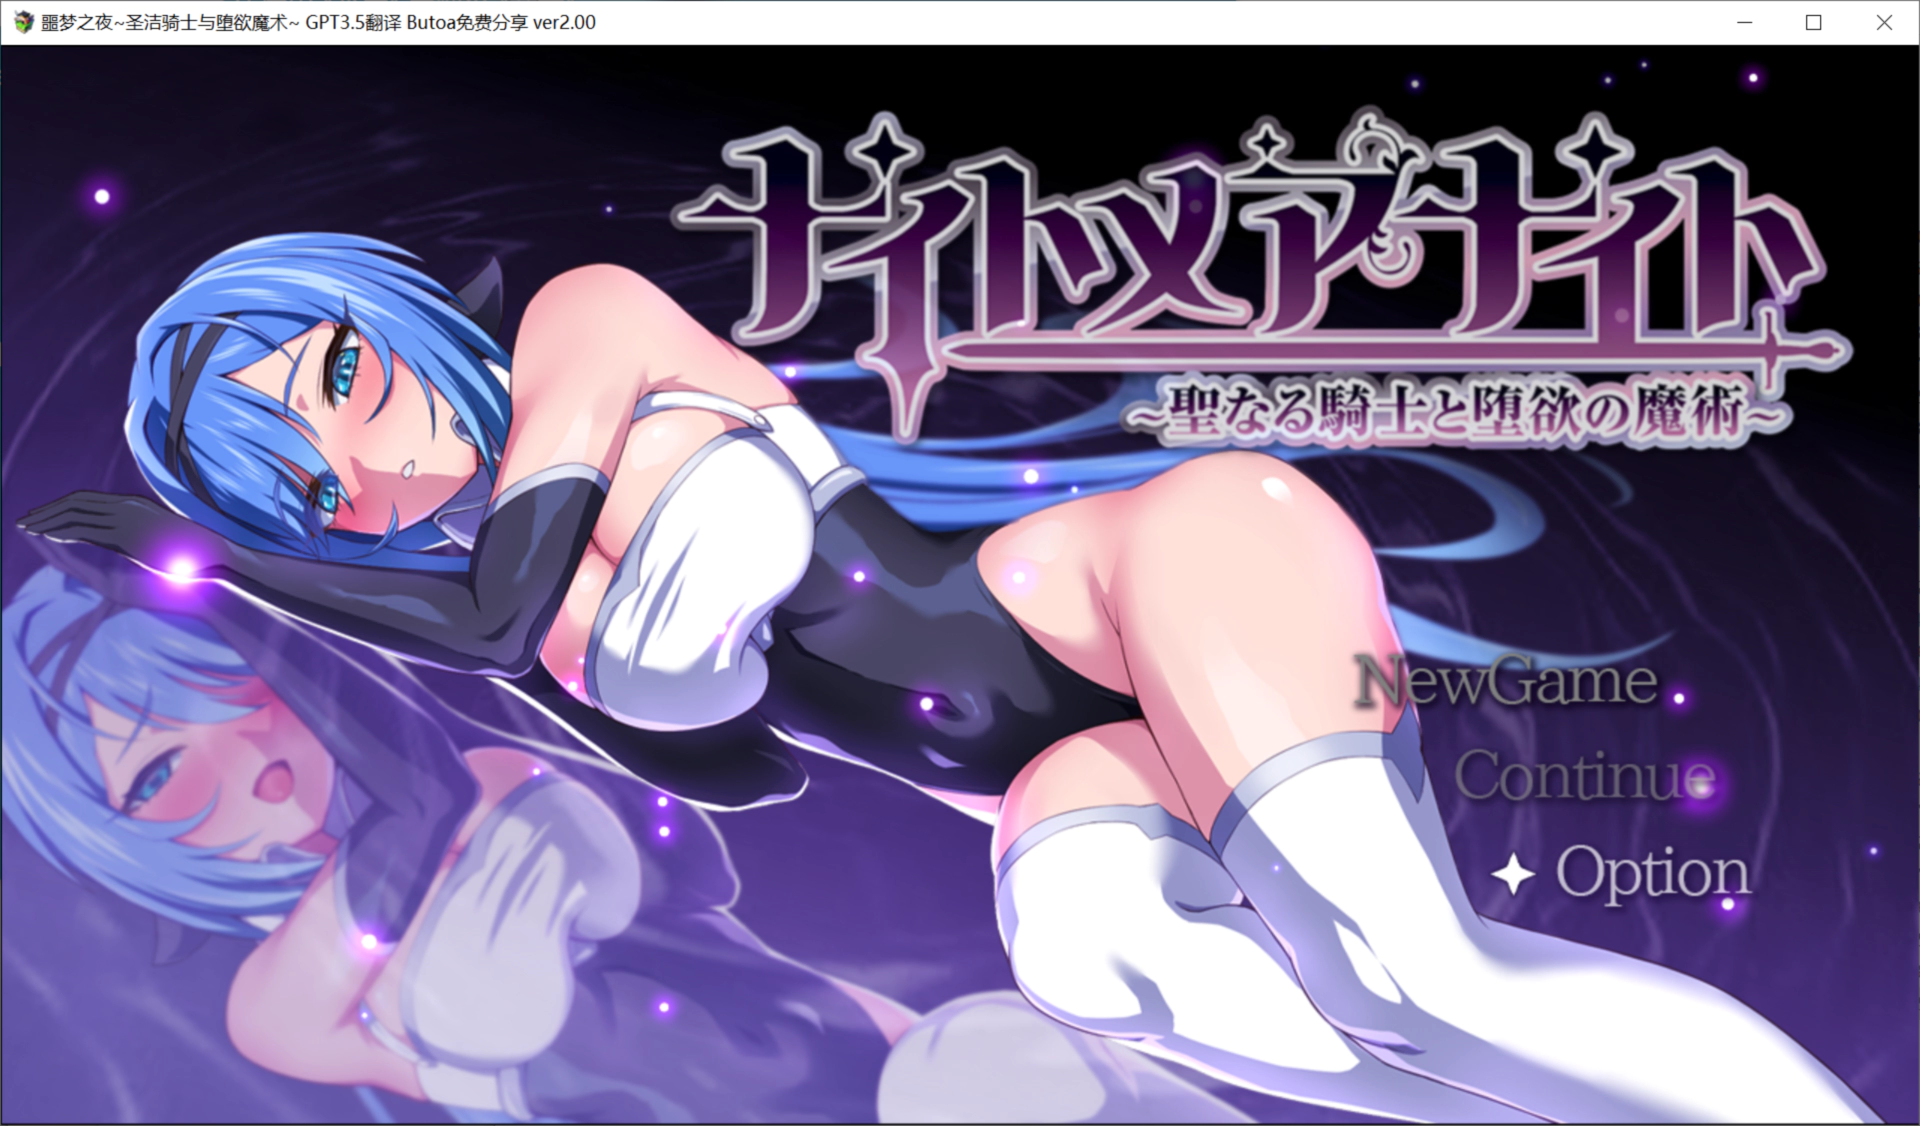 噩梦之夜~圣洁骑士与堕欲魔术~ GPT3.5翻译 Butoa免费分享 ver2.00
ナイトメアナイト
~聖なる騎士と堕欲の魔術~
NewGame
Continue
Option